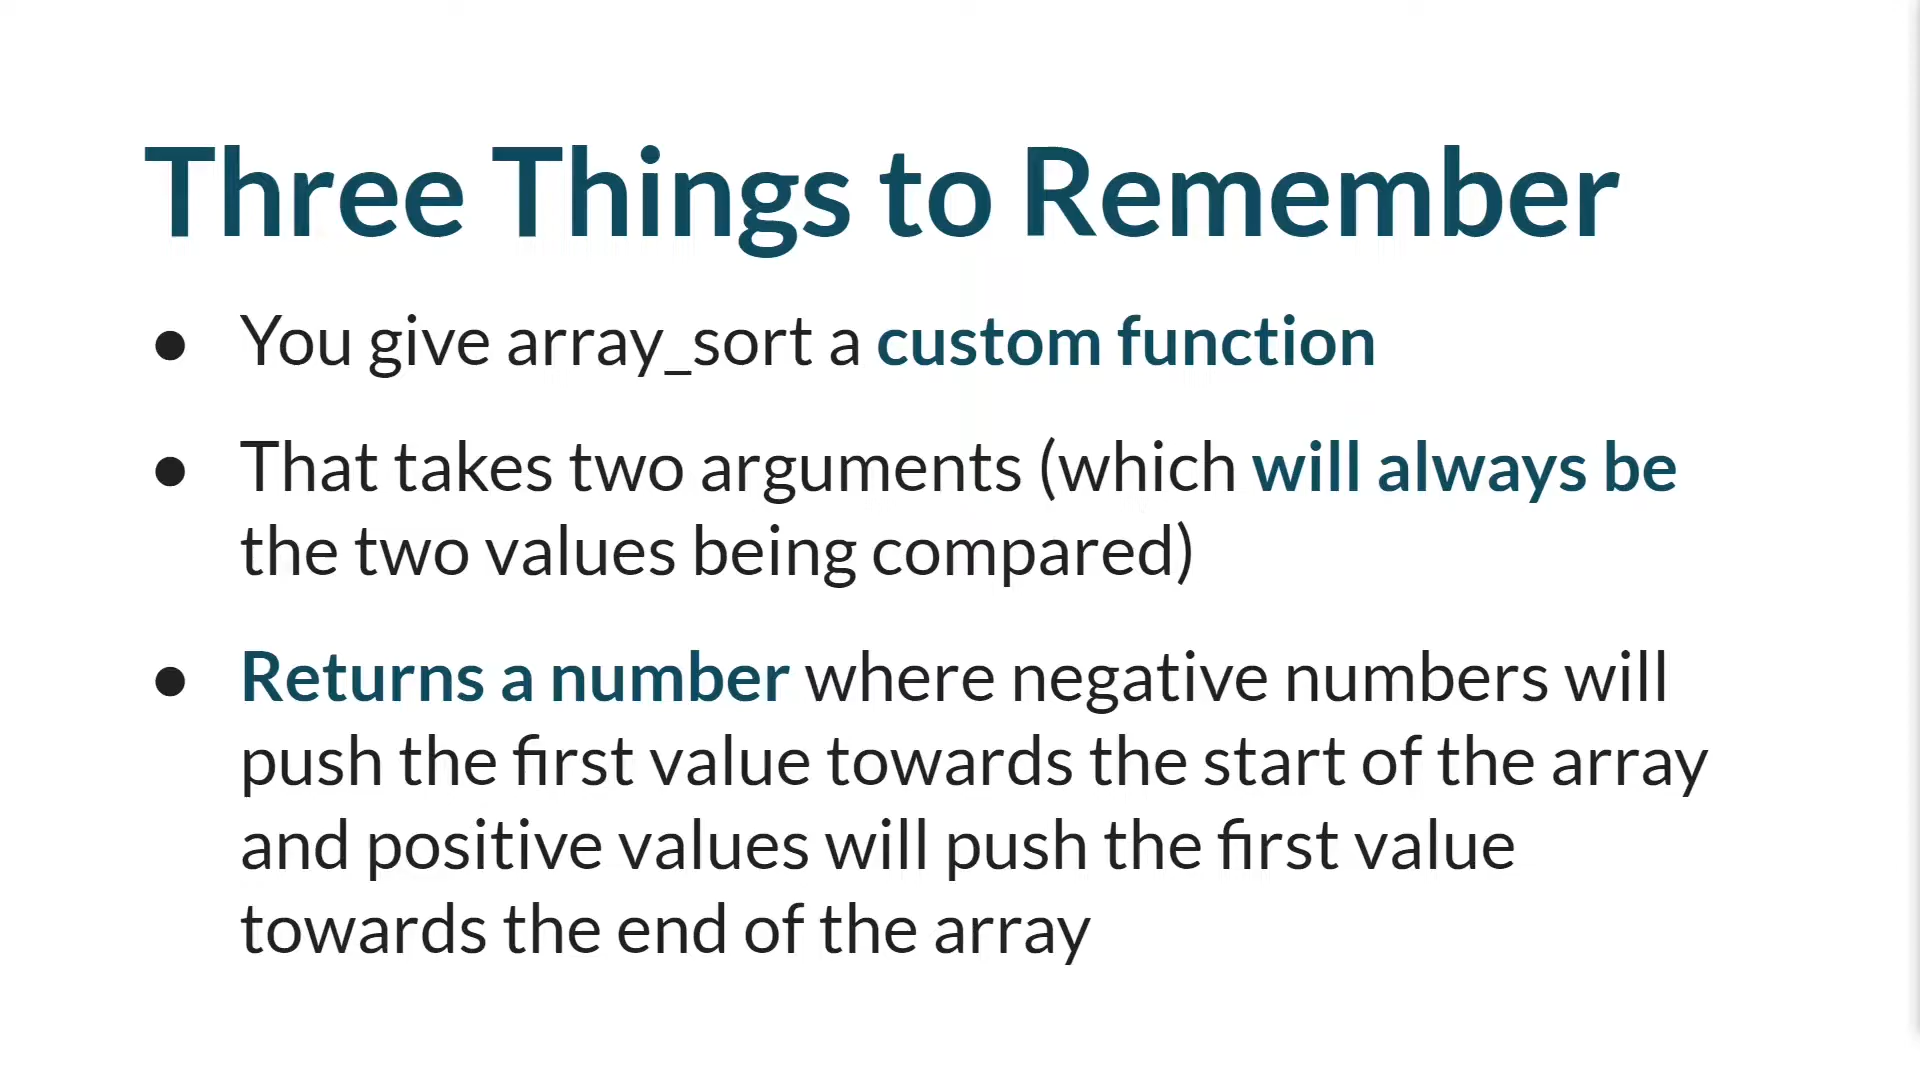 Three Things to Remember
● You give array_sort a custom function
● That takes two arguments (which will always be
the two values being compared)
● Returns a number where negative numbers will
push the first value towards the start of the array
and positive values will push the first value
towards the end of the array